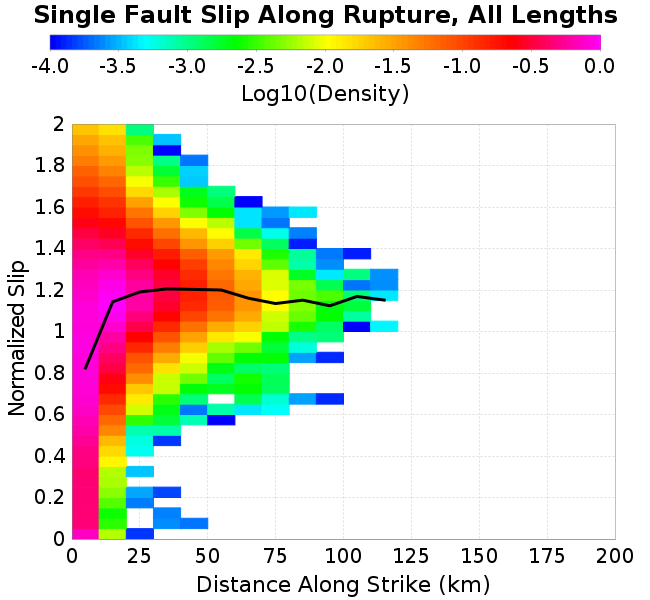 Single Fault Slip Along Rupture, All Lengths
-4.0 -3.5 -3.0 -2.5 -2.0 -1.5 -1.0 -0.5 0.0
Log10(Density)
2
1.8
1.6
1.4
1.2
1
0.8
0.6
0.4
0.2
0
Normalized Slip
0 25 50 75 100 125 150 175 200
Distance Along Strike (km)